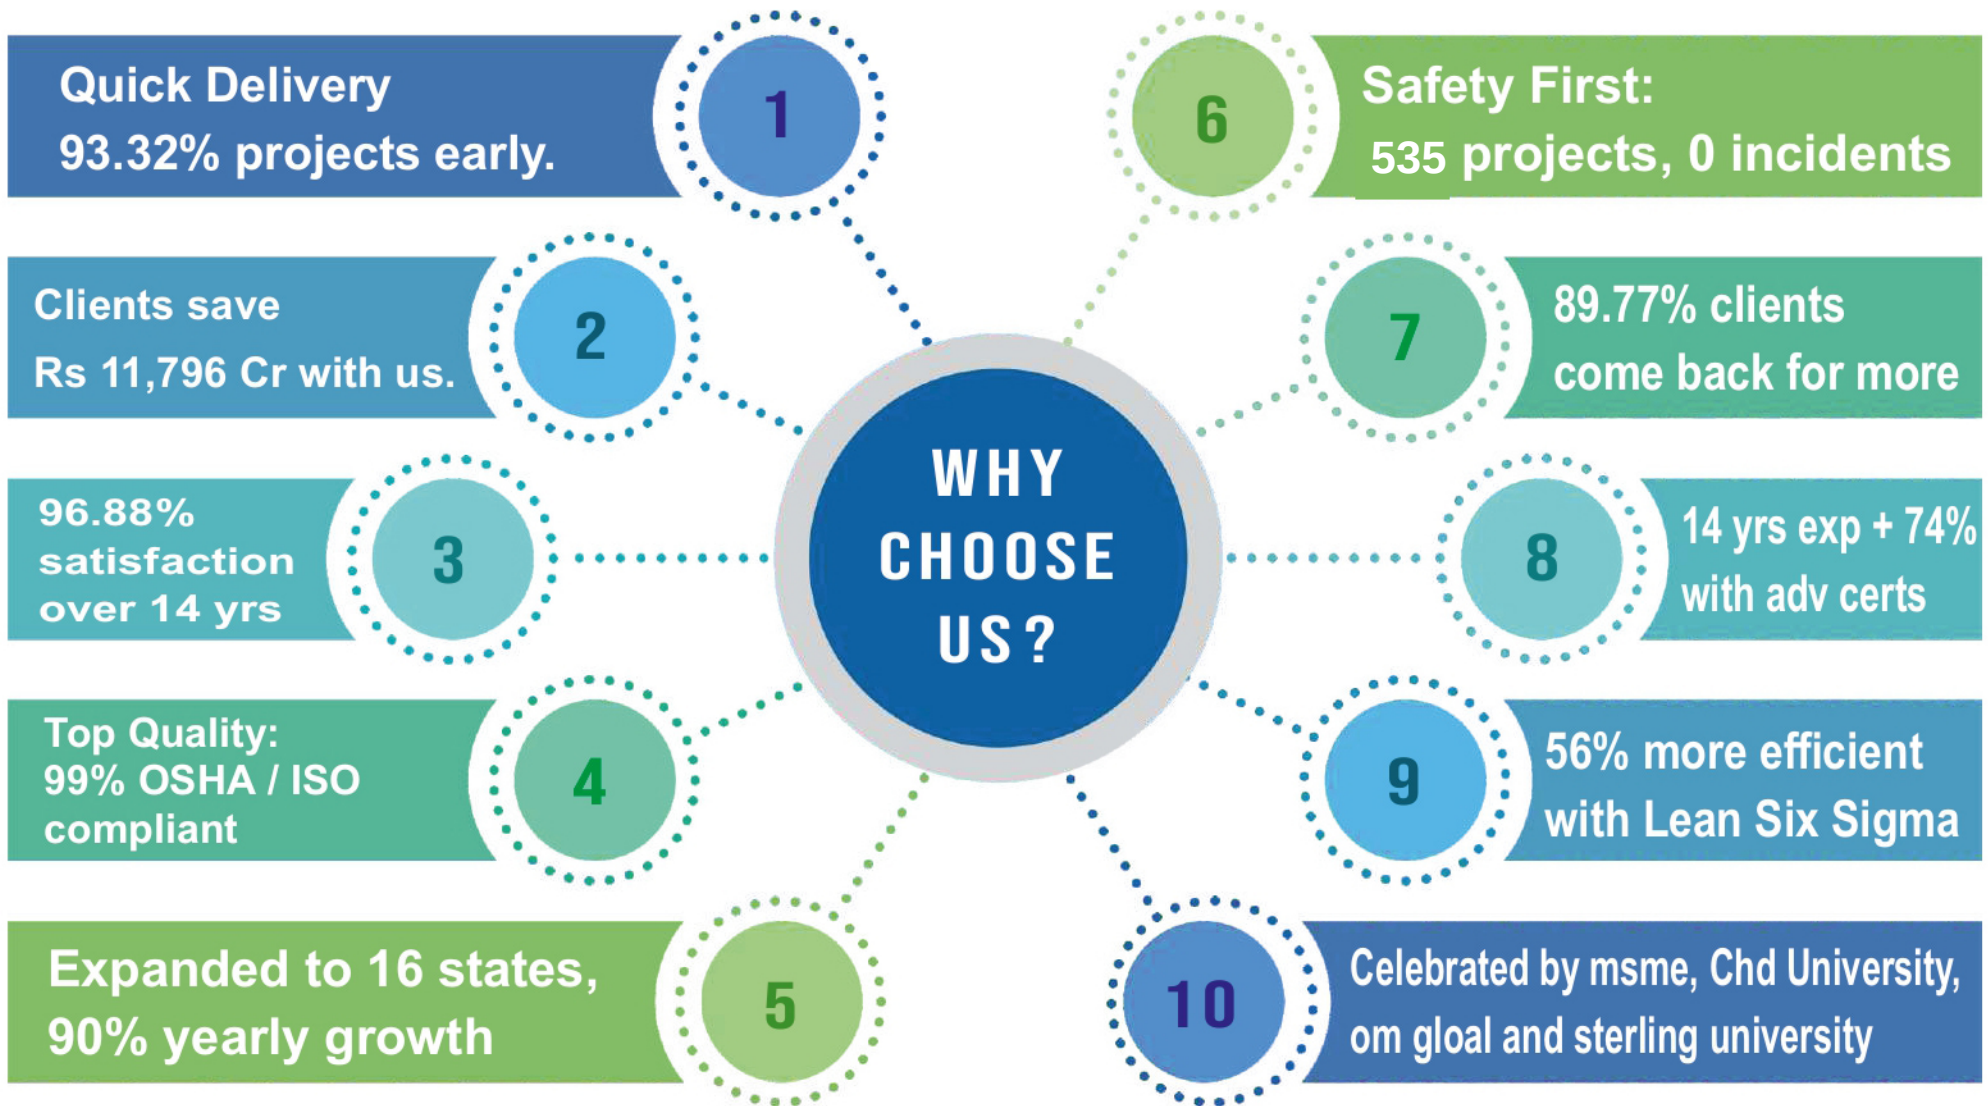 Quick Delivery
93.32% projects early.
1
Clients save
Rs 11,796 Cr with us.
2
96.88%
satisfaction
over 14 yrs
3
Top Quality:
99% OSHA / ISO
compliant
4
Expanded to 16 states,
90% yearly growth
5
WHY
CHOOSE
US?
6
Safety First:
535 projects, 0 incidents
7
89.77% clients
come back for more
8
14 yrs exp + 74%
with adv certs
9
56% more efficient
with Lean Six Sigma
10
Celebrated by msme, Chd University,
om gloal and sterling university